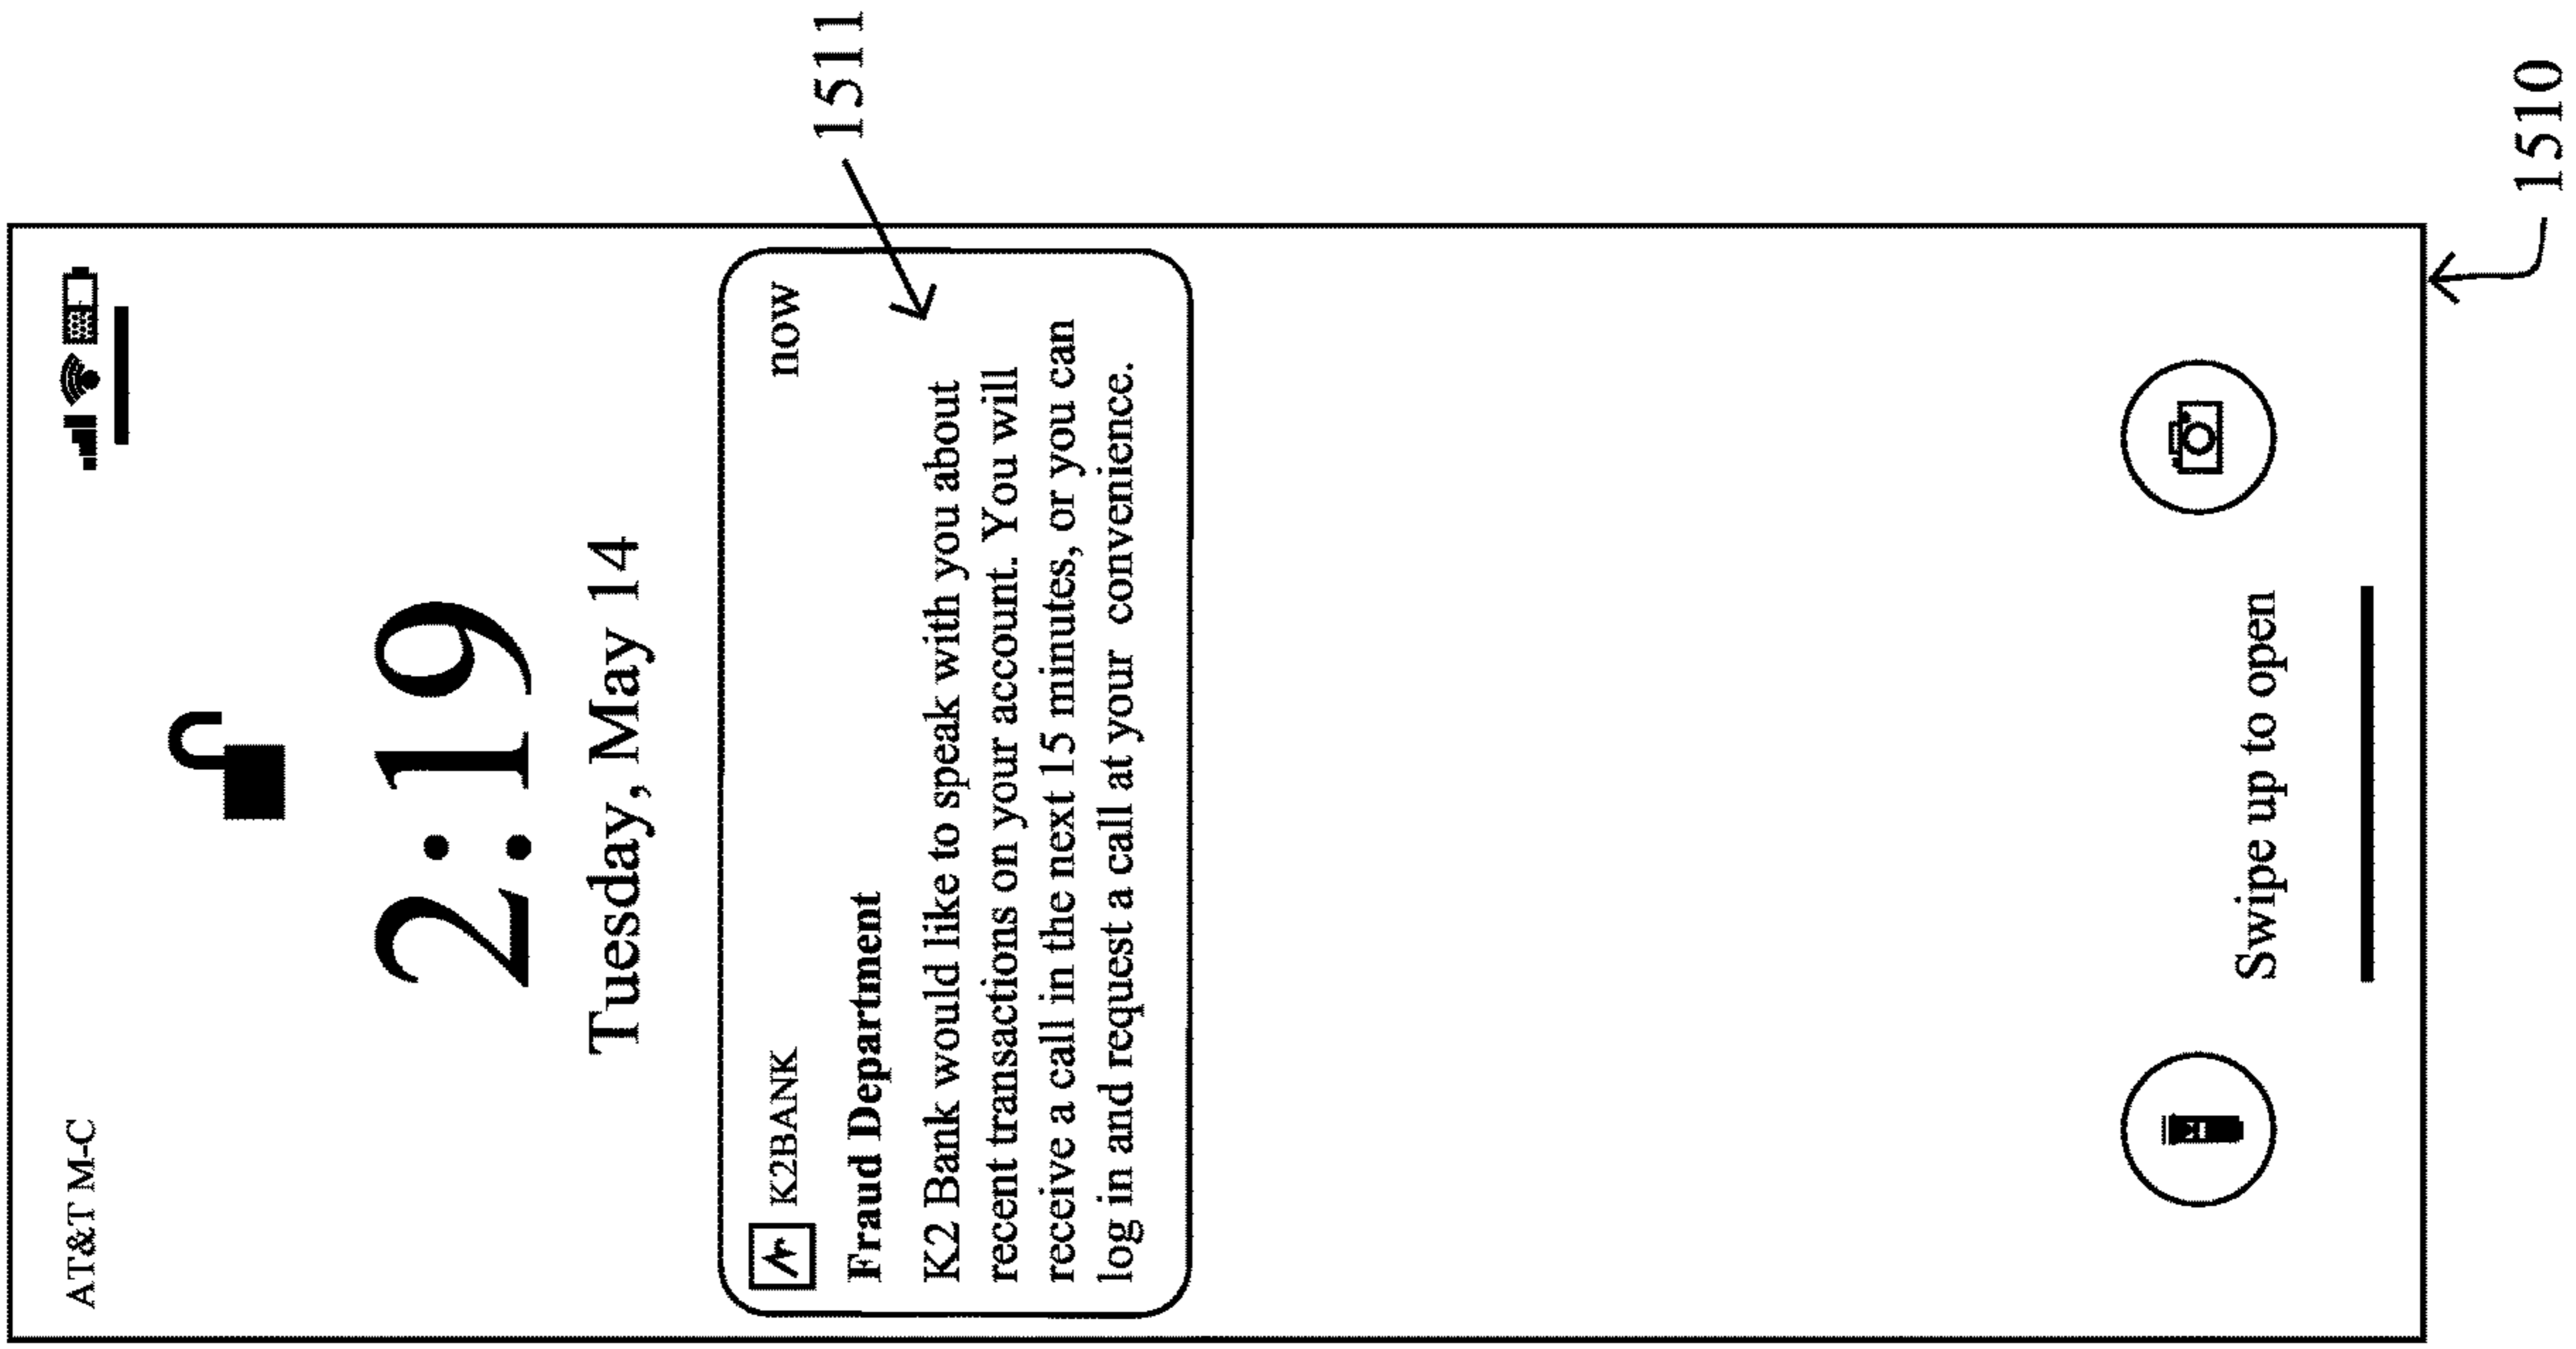 AT&T M-C
2:19
Tuesday, May 14
K2BANK now
Fraud Department
K2 Bank would like to speak with you about
recent transactions on your account. You will
receive a call in the next 15 minutes, or you can
log in and request a call at your convenience.
1511
Swipe up to open
1510